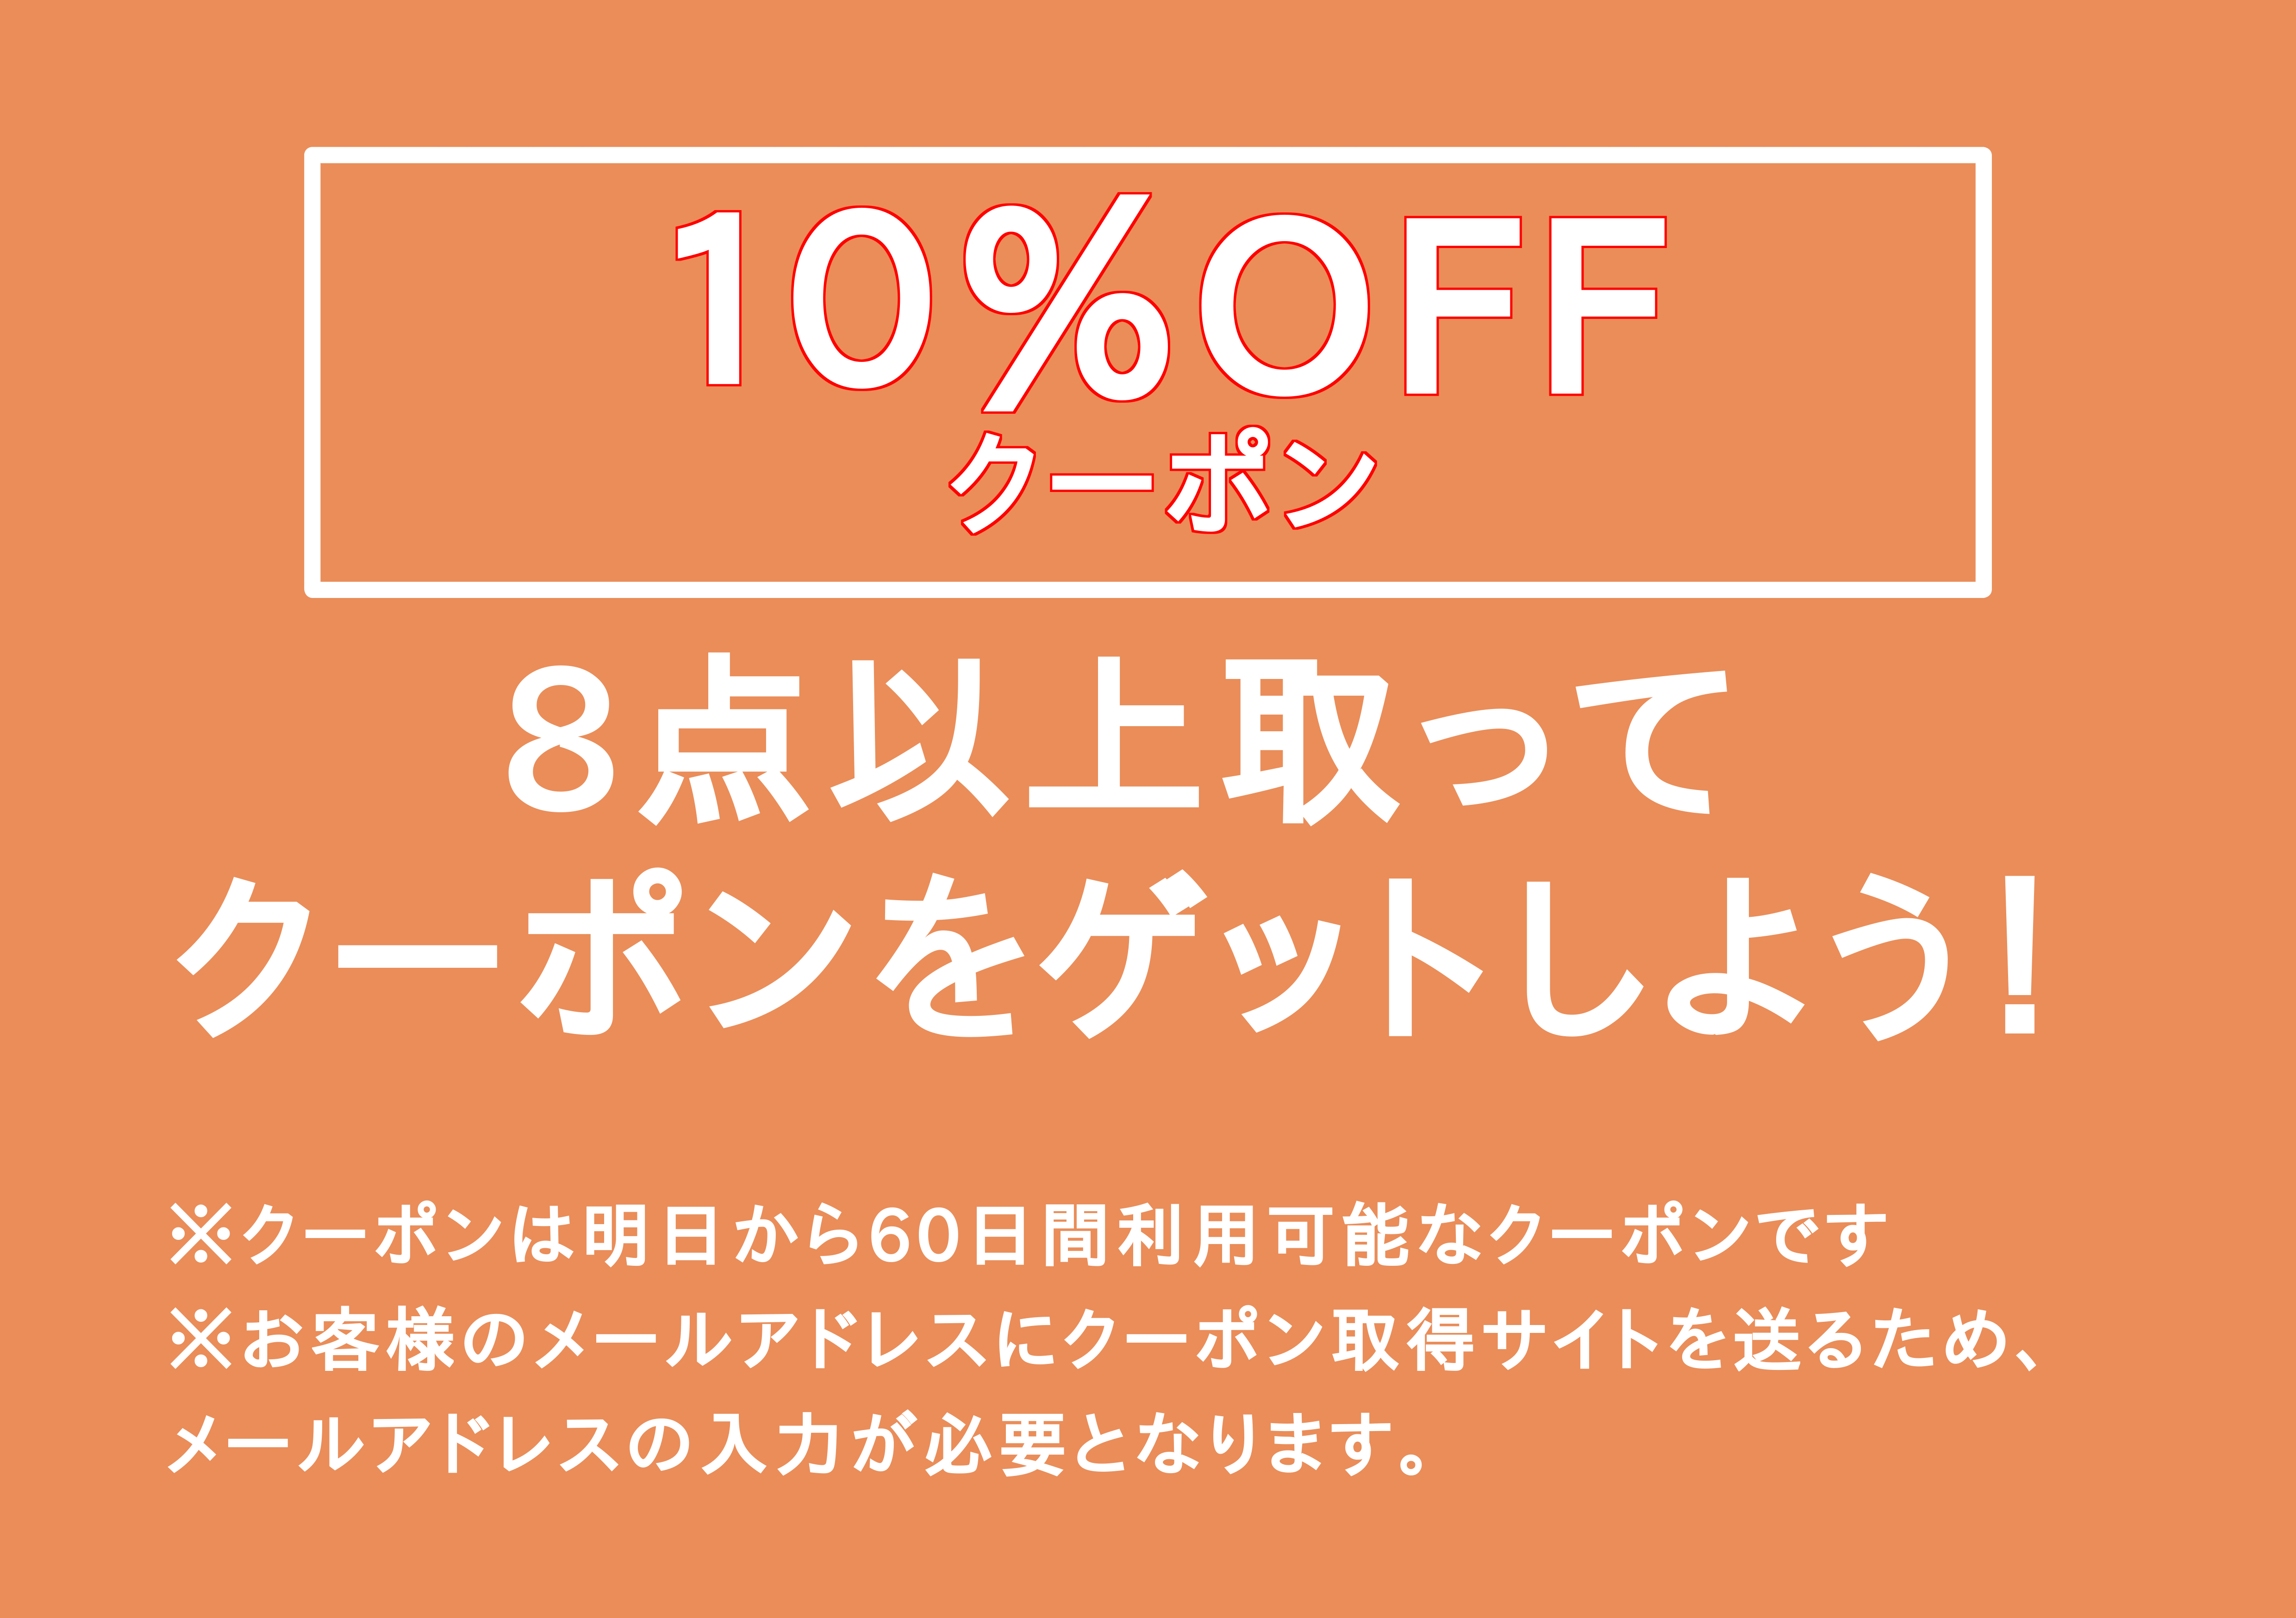 10%OFF
クーポン
8点以上取って
クーポンをゲットしよう！
※クーポンは明日から60日間利用可能なクーポンです
※お客様のメールアドレスにクーポン取得サイトを送るため、
メールアドレスの入力が必要となります。